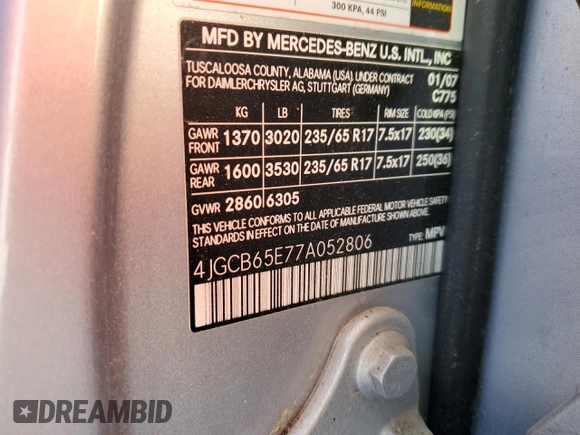 300 KPA, 44 PSI
INFORMATION
MFD BY MERCEDES-BENZ U.S. INTL., INC
TUSCALOOSA COUNTY, ALABAMA (USA). UNDER CONTRACT
FOR DAIMLERCHRYSLER AG, STUTTGART (GERMANY)
01/07
C775
KG LB TIRES RIM SIZE COLD KPA (PSI)
GAWR FRONT 1370 3020 235/65 R17 7.5x17 230(34)
GAWR REAR 1600 3530 235/65 R17 7.5x17 250(36)
GVWR 2860 6305
THIS VEHICLE CONFORMS TO ALL APPLICABLE FEDERAL MOTOR VEHICLE SAFETY
STANDARDS IN EFFECT ON THE DATE OF MANUFACTURE SHOWN ABOVE.
4JGCB65E77A052806
TYPE: MPV
DREAMBID